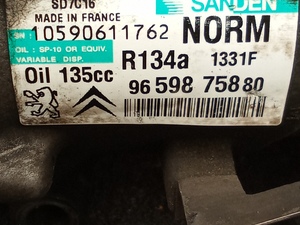 SD7C16
SANDEN
MADE IN FRANCE
10590611762
NORM
OIL : SP-10 OR EQUIV.
VARIABLE DISP.
R134a 1331F
Oil 135cc
96 598 758 80